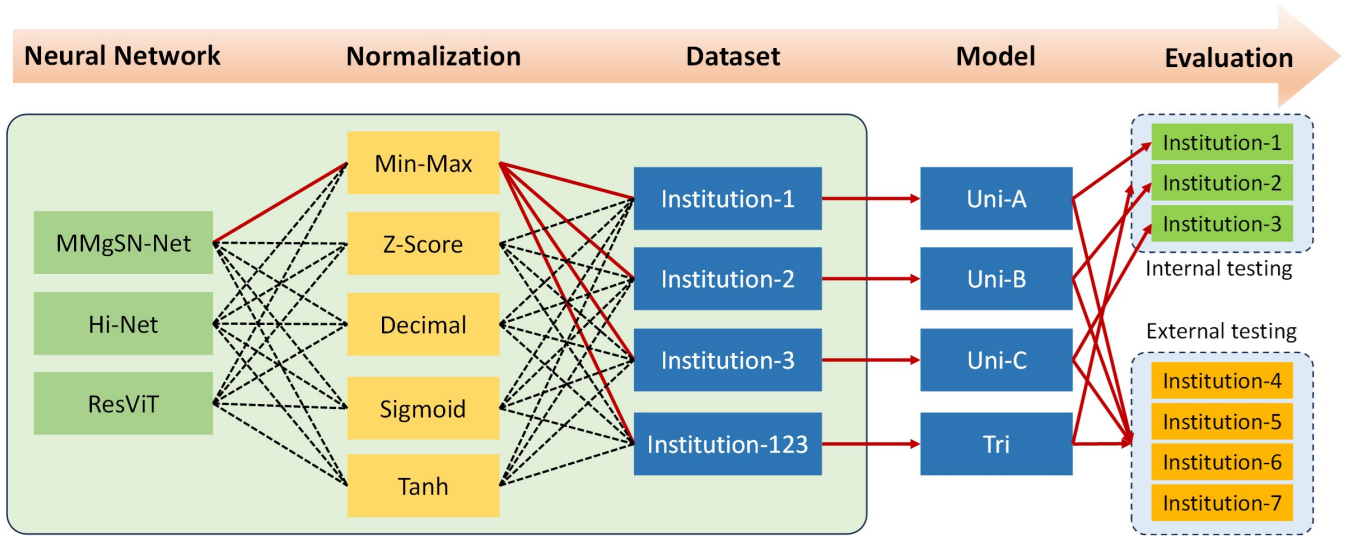 Neural Network
Normalization
Dataset
Model
Evaluation
MMgSN-Net
Hi-Net
ResViT
Min-Max
Z-Score
Decimal
Sigmoid
Tanh
Institution-1
Institution-2
Institution-3
Institution-123
Uni-A
Uni-B
Uni-C
Tri
Institution-1
Institution-2
Institution-3
Internal testing
External testing
Institution-4
Institution-5
Institution-6
Institution-7